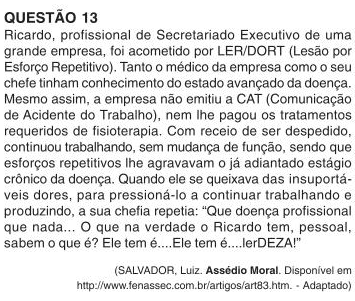 QUESTÃO 13
Ricardo, profissional de Secretariado Executivo de uma
grande empresa, foi acometido por LER/DORT (Lesão por
Esforço Repetitivo). Tanto o médico da empresa como o seu
chefe tinham conhecimento do estado avançado da doença.
Mesmo assim, a empresa não emitiu a CAT (Comunicação
de Acidente do Trabalho), nem lhe pagou os tratamentos
requeridos de fisioterapia. Com receio de ser despedido,
continuou trabalhando, sem mudança de função, sendo que
esforços repetitivos lhe agravavam o já adiantado estágio
crônico da doença. Quando ele se queixava das insuportá-
veis dores, para pressioná-lo a continuar trabalhando e
produzindo, a sua chefia repetia: “Que doença profissional
que nada... O que na verdade o Ricardo tem, pessoal,
sabem o que é? Ele tem é....Ele tem é....lerDEZA!”
(SALVADOR, Luiz. Assédio Moral. Disponível em
http://www.fenassec.com.br/artigos/art83.htm. - Adaptado)